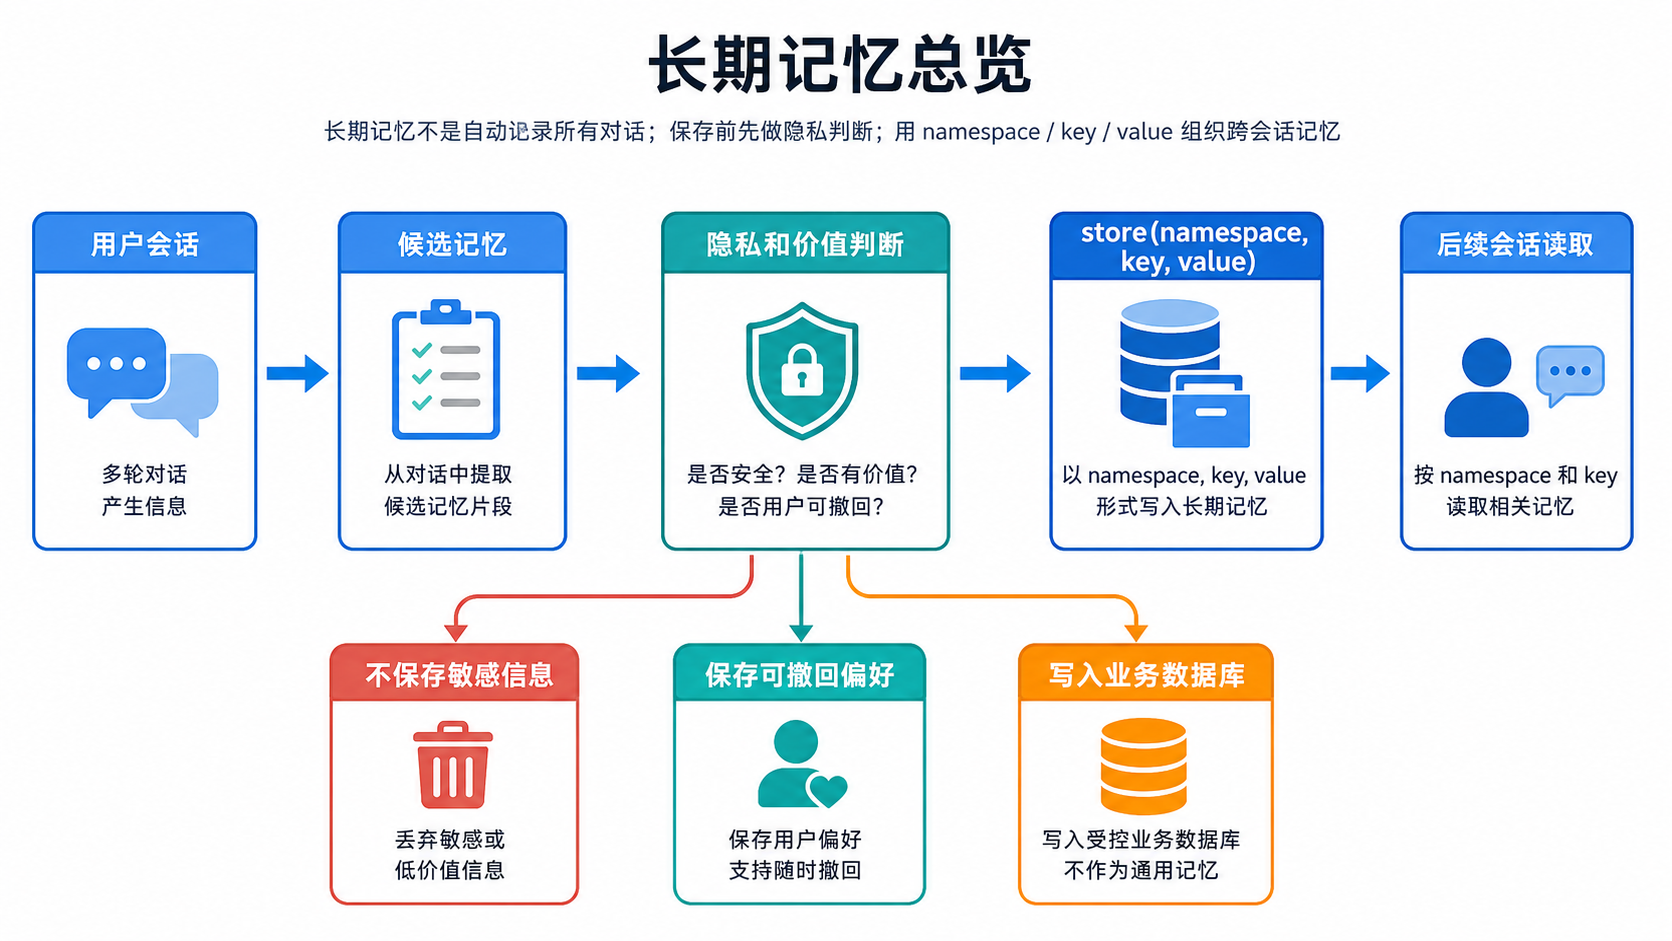 长期记忆总览
长期记忆不是自动记录所有对话；保存前先做隐私判断；用 namespace / key / value 组织跨会话记忆
用户会话
多轮对话
产生信息
候选记忆
从对话中提取
候选记忆片段
隐私和价值判断
是否安全？是否有价值？
是否用户可撤回？
store(namespace,
key, value)
以 namespace, key, value
形式写入长期记忆
后续会话读取
按 namespace 和 key
读取相关记忆
不保存敏感信息
丢弃敏感或
低价值信息
保存可撤回偏好
保存用户偏好
支持随时撤回
写入业务数据库
写入受控业务数据库
不作为通用记忆